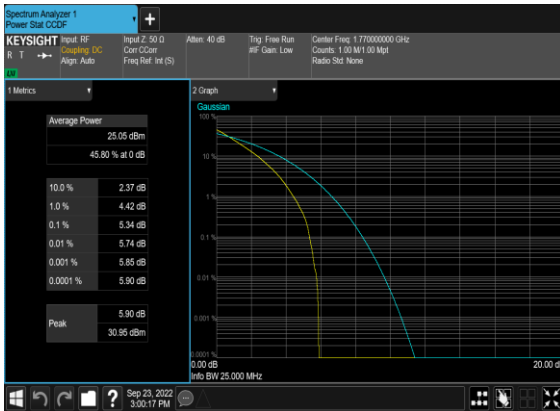 Spectrum Analyzer 1
Power Stat CCDF
KEYSIGHT
R T
LXI
Input: RF
Coupling: DC
Align: Auto
Input Z: 50 Ω
Corr CCorr
Freq Ref: Int (S)
Atten: 40 dB
Trig: Free Run
#IF Gain: Low
Center Freq: 1.770000000 GHz
Counts: 1.00 M/1.00 Mpt
Radio Std: None
1 Metrics
Average Power
25.05 dBm
45.80 % at 0 dB
10.0 % 2.37 dB
1.0 % 4.42 dB
0.1 % 5.34 dB
0.01 % 5.74 dB
0.001 % 5.85 dB
0.0001 % 5.90 dB
Peak 5.90 dB
30.95 dBm
2 Graph
Gaussian
100 %
10 %
1 %
0.1 %
0.01 %
0.001 %
0.0001 %
0.00 dB
20.00 d
Info BW 25.000 MHz
Sep 23, 2022
3:00:17 PM